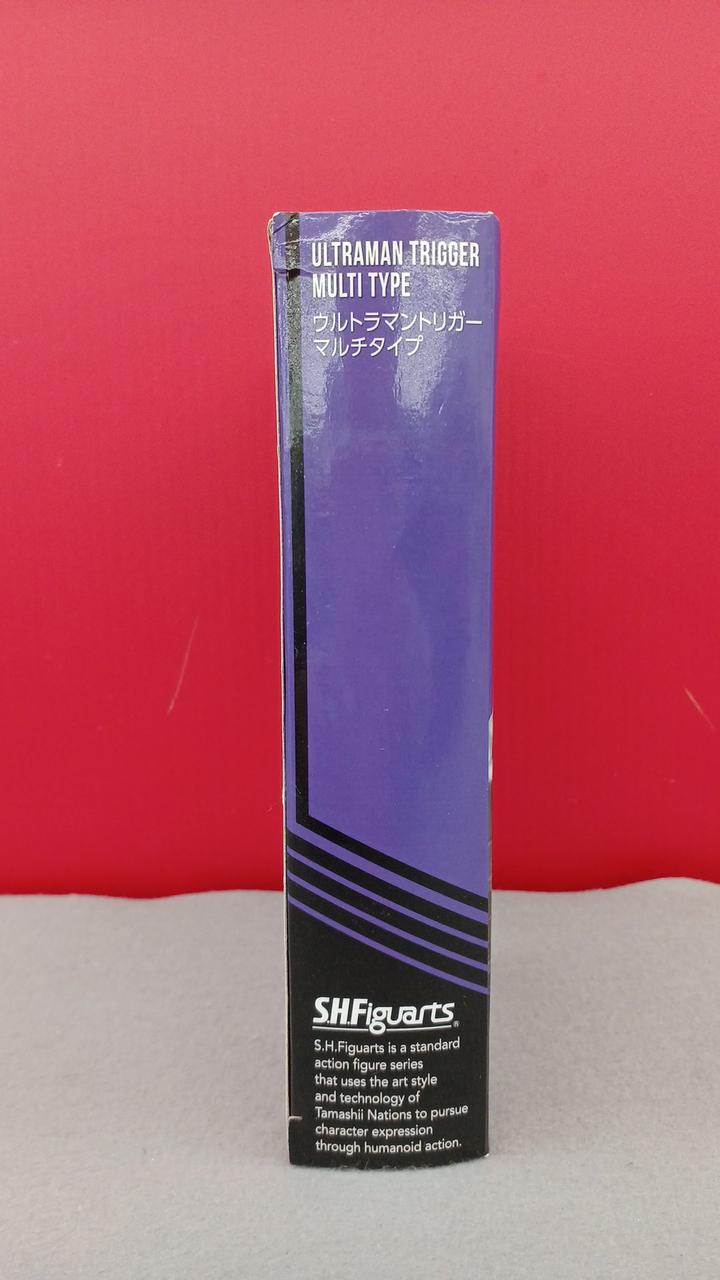 ULTRAMAN TRIGGER
MULTI TYPE
ウルトラマントリガー
マルチタイプ
S.H.Figuarts®
S.H.Figuarts is a standard
action figure series
that uses the art style
and technology of
Tamashii Nations to pursue
character expression
through humanoid action.